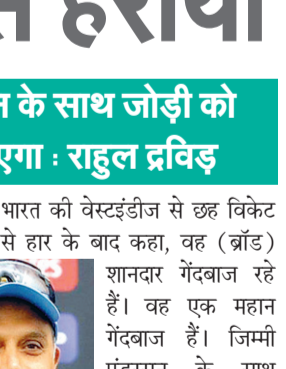 हराया
के साथ जोड़ी को
एगा : राहुल द्रविड़
भारत की वेस्टइंडीज से छह विकेट
से हार के बाद कहा, वह (ब्रॉड)
शानदार गेंदबाज रहे
हैं। वह एक महान
गेंदबाज हैं। जिम्मी
के साथ